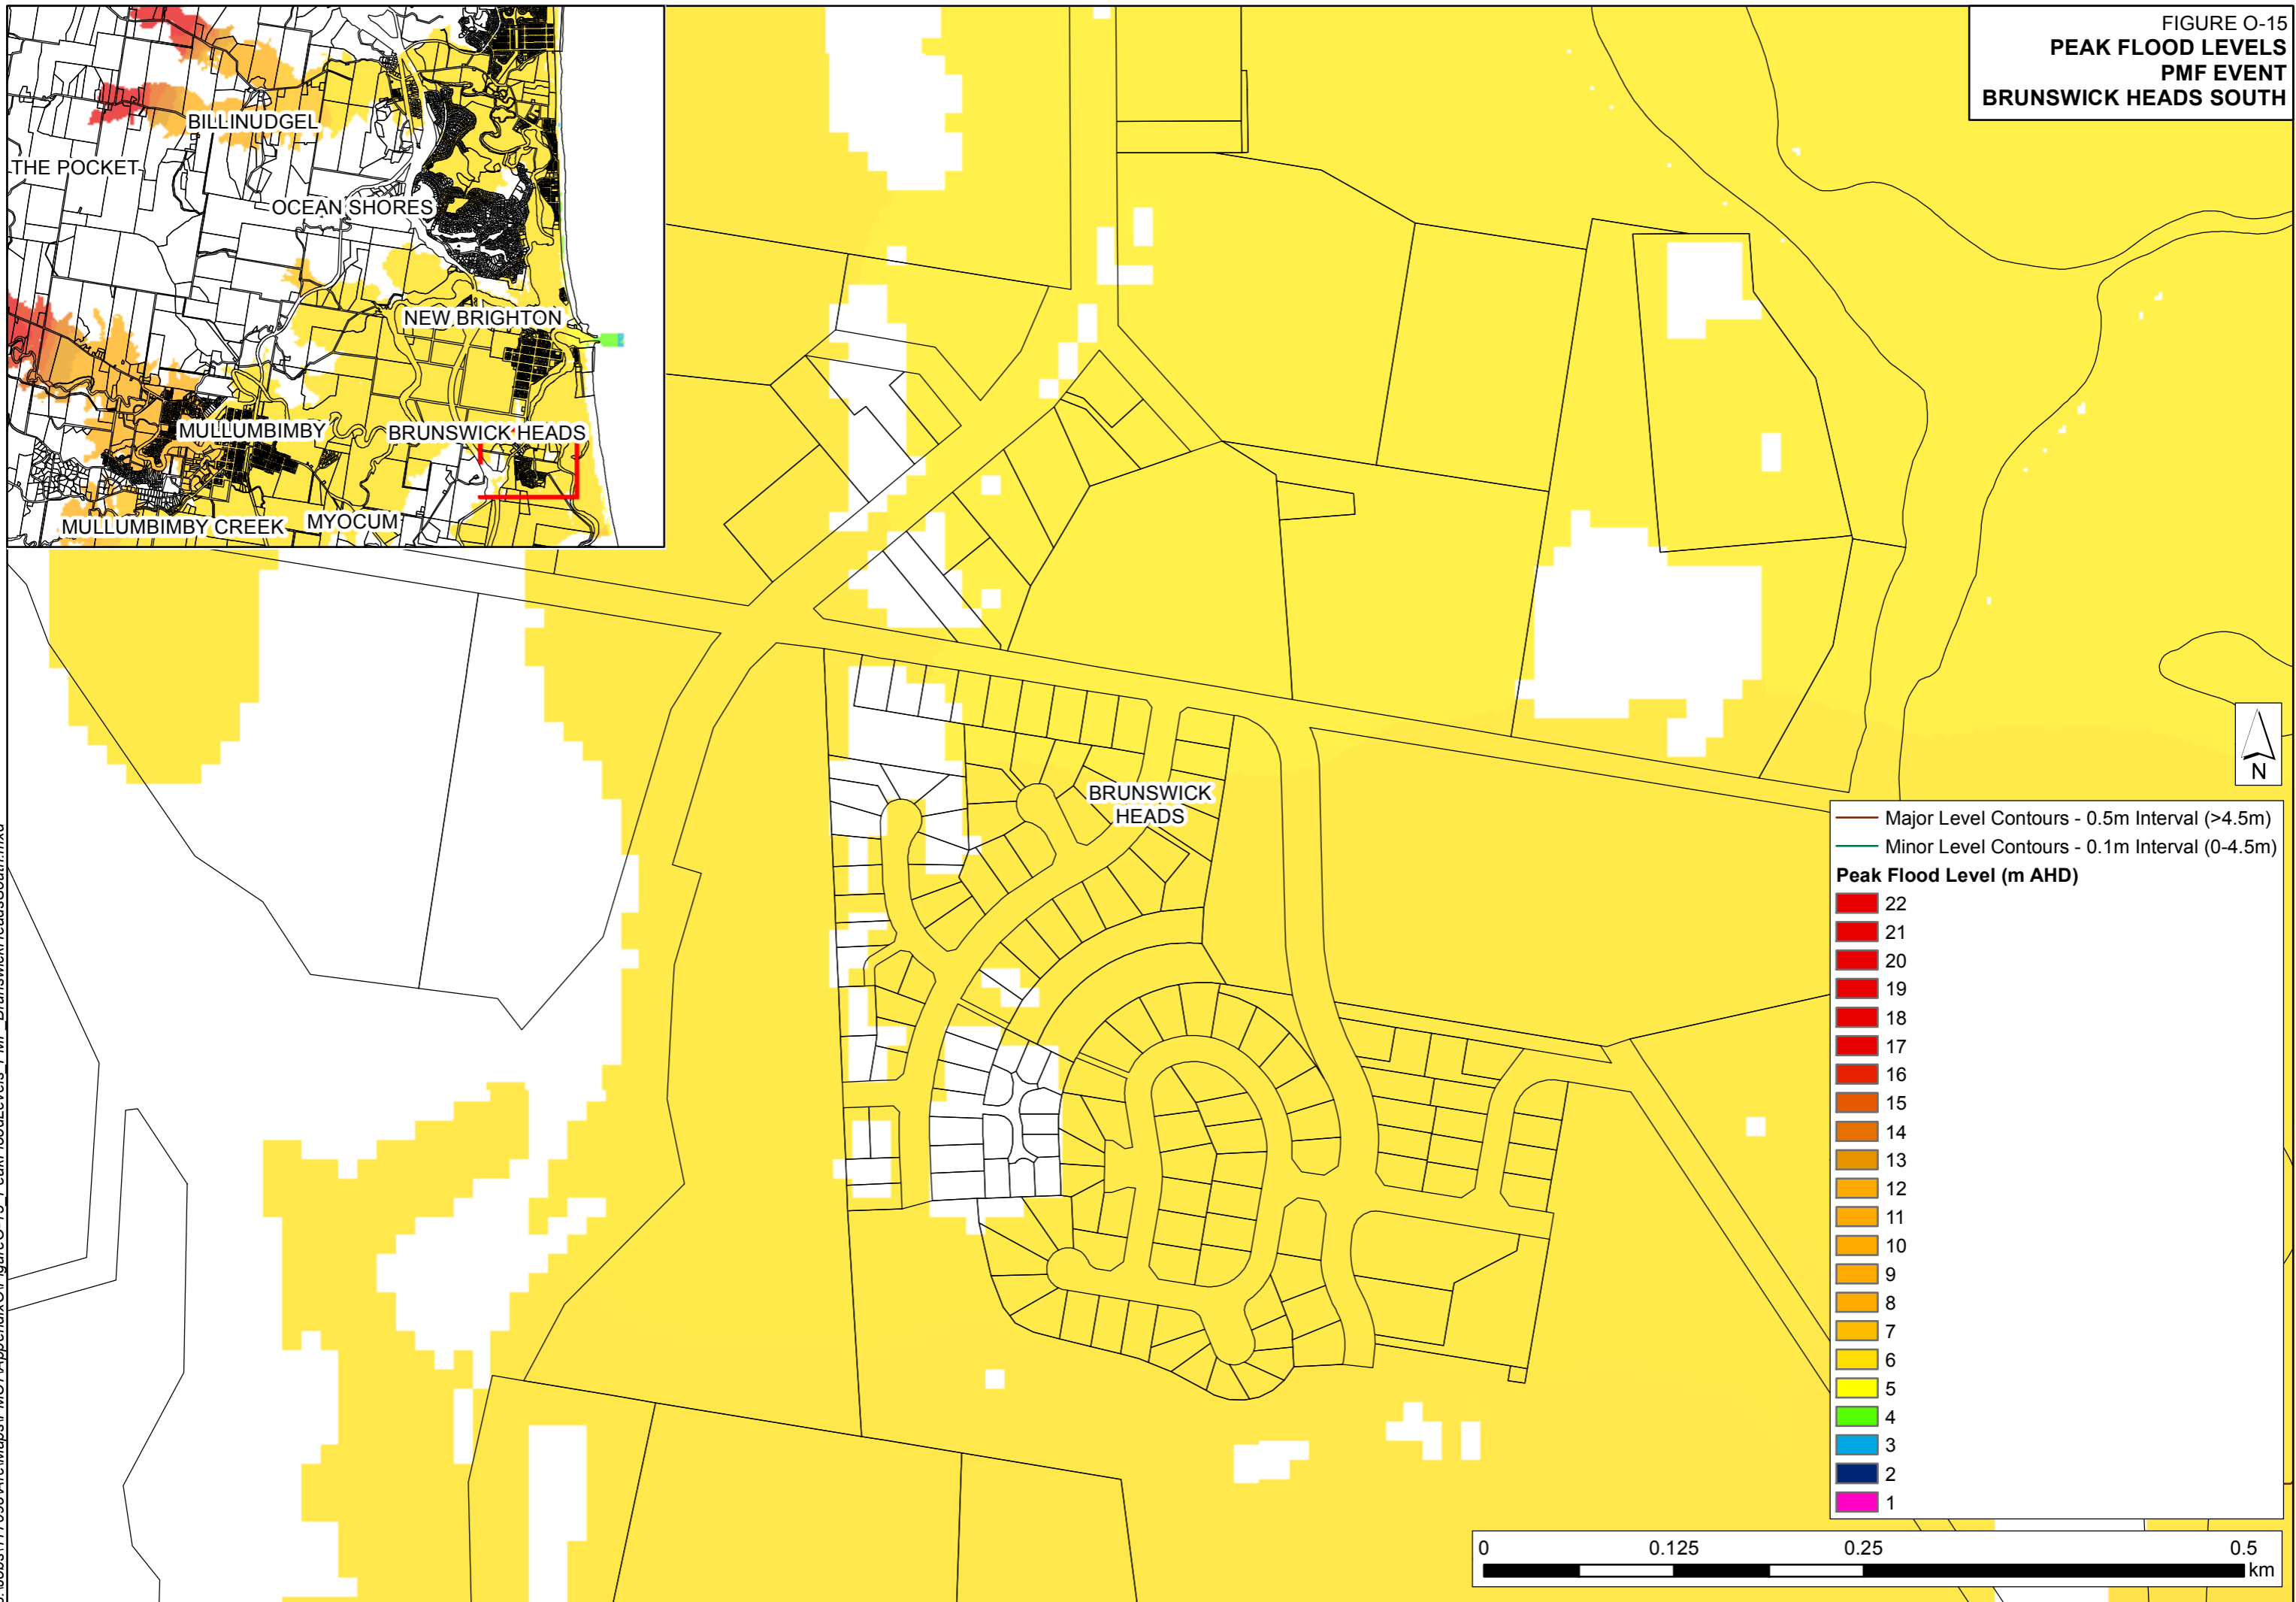 FIGURE O-15
PEAK FLOOD LEVELS
PMF EVENT
BRUNSWICK HEADS SOUTH
BILLINUDGEL
THE POCKET
OCEAN SHORES
NEW BRIGHTON
MULLUMBIMBY
BRUNSWICK HEADS
MULLUMBIMBY CREEK
MYOCUM
BRUNSWICK
HEADS
N
Major Level Contours - 0.5m Interval (>4.5m)
Minor Level Contours - 0.1m Interval (0-4.5m)
Peak Flood Level (m AHD)
22
21
20
19
18
17
16
15
14
13
12
11
10
9
8
7
6
5
4
3
2
1
0 0.125 0.25 0.5
km